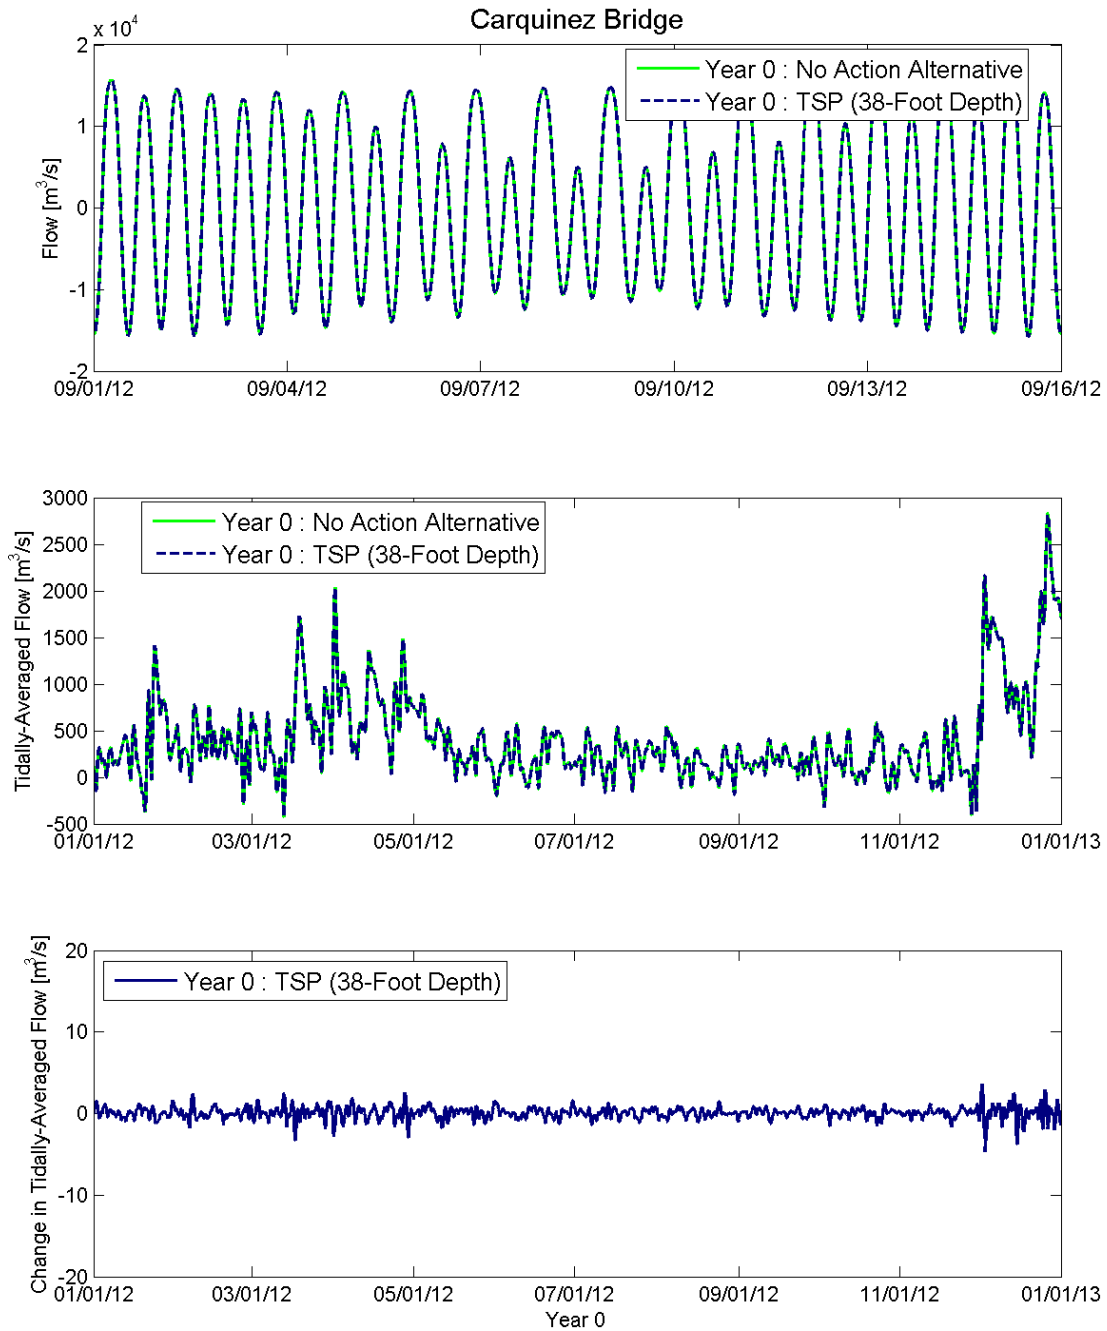 Carquinez Bridge
x 10⁴
2
1
0
-1
-2
Flow [m³/s]
Year 0 : No Action Alternative
Year 0 : TSP (38-Foot Depth)
09/01/12 09/04/12 09/07/12 09/10/12 09/13/12 09/16/12
3000
2500
2000
1500
1000
500
0
-500
Tidally-Averaged Flow [m³/s]
Year 0 : No Action Alternative
Year 0 : TSP (38-Foot Depth)
01/01/12 03/01/12 05/01/12 07/01/12 09/01/12 11/01/12 01/01/13
20
10
0
-10
-20
Change in Tidally-Averaged Flow [m³/s]
Year 0 : TSP (38-Foot Depth)
01/01/12 03/01/12 05/01/12 07/01/12 09/01/12 11/01/12 01/01/13
Year 0